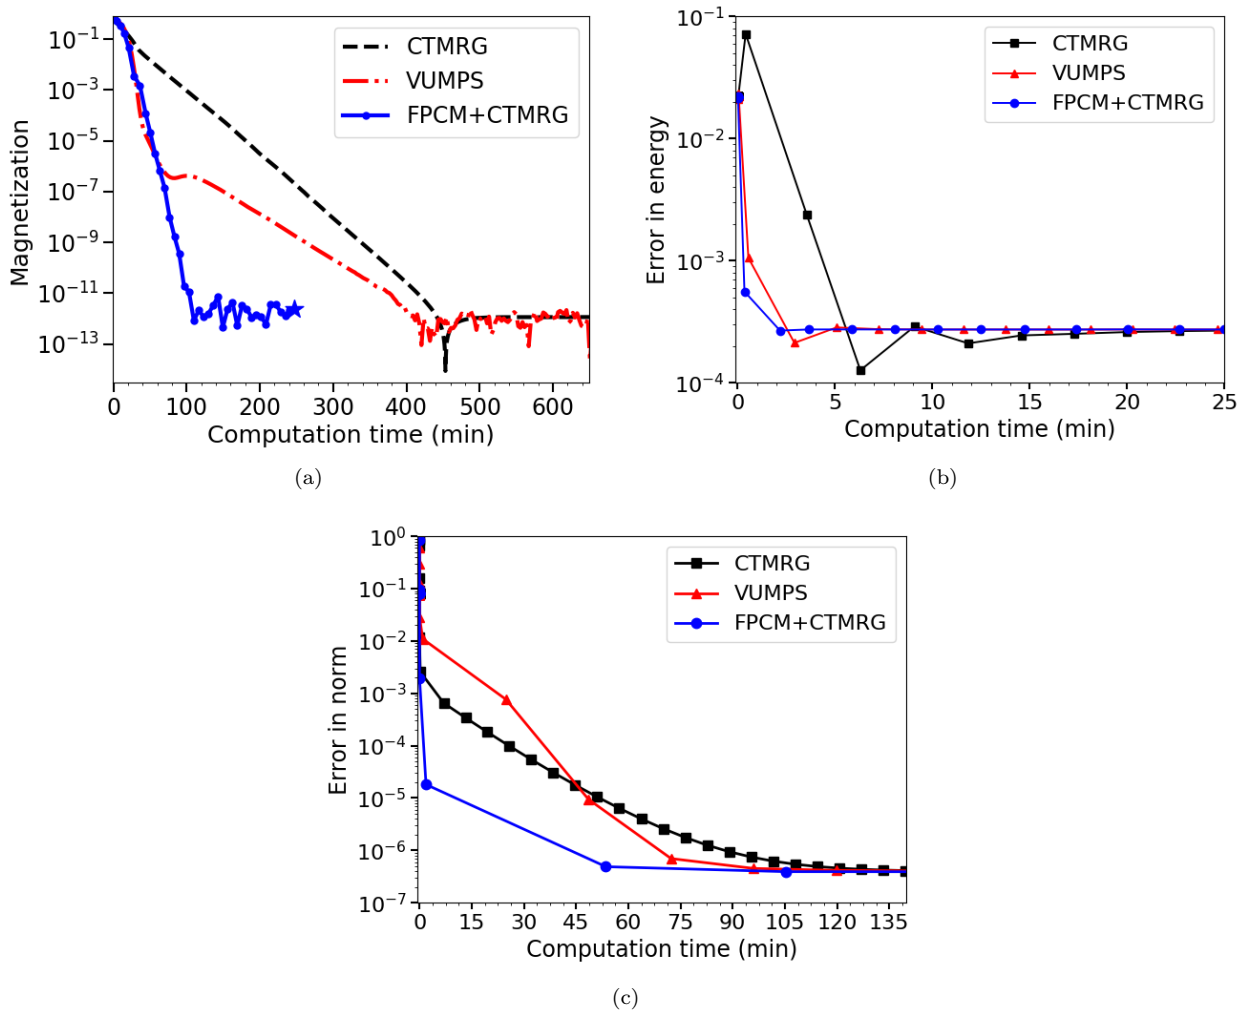 10^{-1}
10^{-3}
10^{-5}
10^{-7}
10^{-9}
10^{-11}
10^{-13}
Magnetization
CTMRG
VUMPS
FPCM+CTMRG
0 100 200 300 400 500 600
Computation time (min)
(a)
10^{-1}
10^{-2}
10^{-3}
10^{-4}
Error in energy
CTMRG
VUMPS
FPCM+CTMRG
0 5 10 15 20 25
Computation time (min)
(b)
10^{0}
10^{-1}
10^{-2}
10^{-3}
10^{-4}
10^{-5}
10^{-6}
10^{-7}
Error in norm
CTMRG
VUMPS
FPCM+CTMRG
0 15 30 45 60 75 90 105 120 135
Computation time (min)
(c)